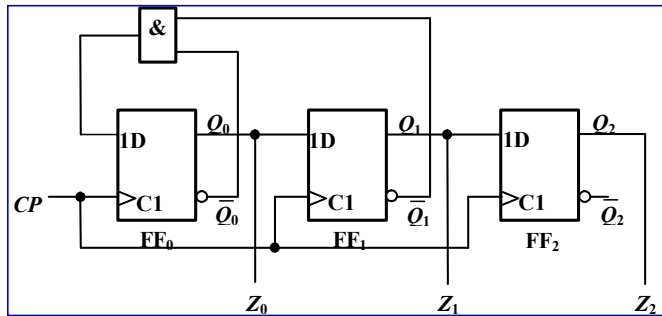 &
Q₀ Q₁ Q₂
1D 1D 1D
CP C1 Q̅₀ C1 Q̅₁ C1 Q̅₂
FF₀ FF₁ FF₂
Z₀ Z₁ Z₂